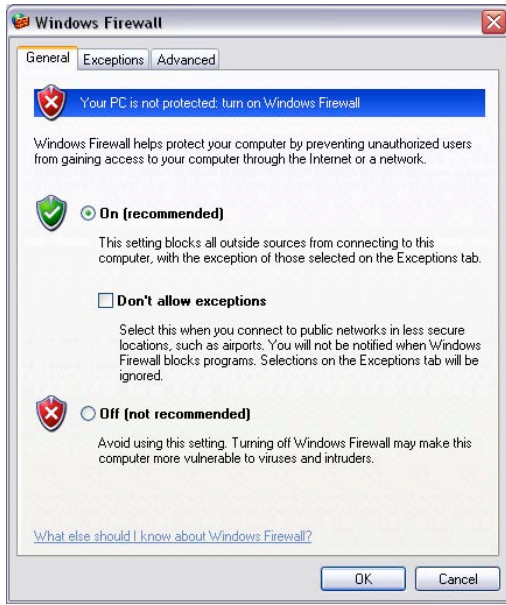 Windows Firewall
General Exceptions Advanced
Your PC is not protected: turn on Windows Firewall
Windows Firewall helps protect your computer by preventing unauthorized users
from gaining access to your computer through the Internet or a network.
On (recommended)
This setting blocks all outside sources from connecting to this
computer, with the exception of those selected on the Exceptions tab.
Don't allow exceptions
Select this when you connect to public networks in less secure
locations, such as airports. You will not be notified when Windows
Firewall blocks programs. Selections on the Exceptions tab will be
ignored.
Off (not recommended)
Avoid using this setting. Turning off Windows Firewall may make this
computer more vulnerable to viruses and intruders.
What else should I know about Windows Firewall?
OK Cancel